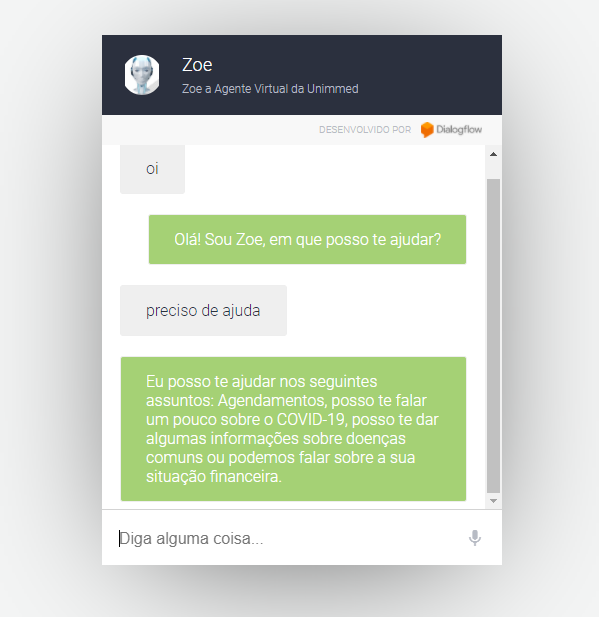 Zoe
Zoe a Agente Virtual da Unimmed
DESENVOLVIDO POR Dialogflow
oi
Olá! Sou Zoe, em que posso te ajudar?
preciso de ajuda
Eu posso te ajudar nos seguintes
assuntos: Agendamentos, posso te falar
um pouco sobre o COVID-19, posso te dar
algumas informações sobre doenças
comuns ou podemos falar sobre a sua
situação financeira.
Diga alguma coisa...